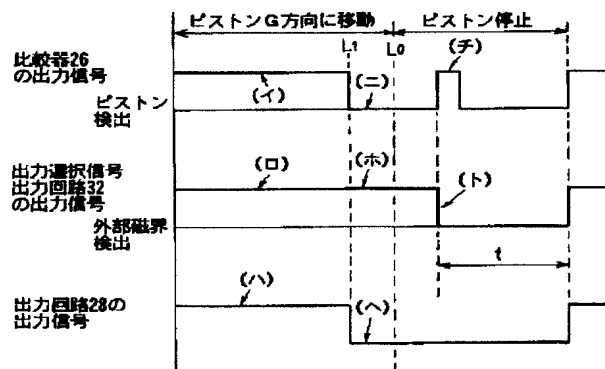 ピストンG方向に移動
ピストン停止
L1
L0
比較器26
の出力信号
(イ)
(ニ)
(チ)
ピストン
検出
出力選択信号
出力回路32
の出力信号
(ロ)
(ホ)
(ト)
外部磁界
検出
t
出力回路28の
出力信号
(ハ)
(ヘ)